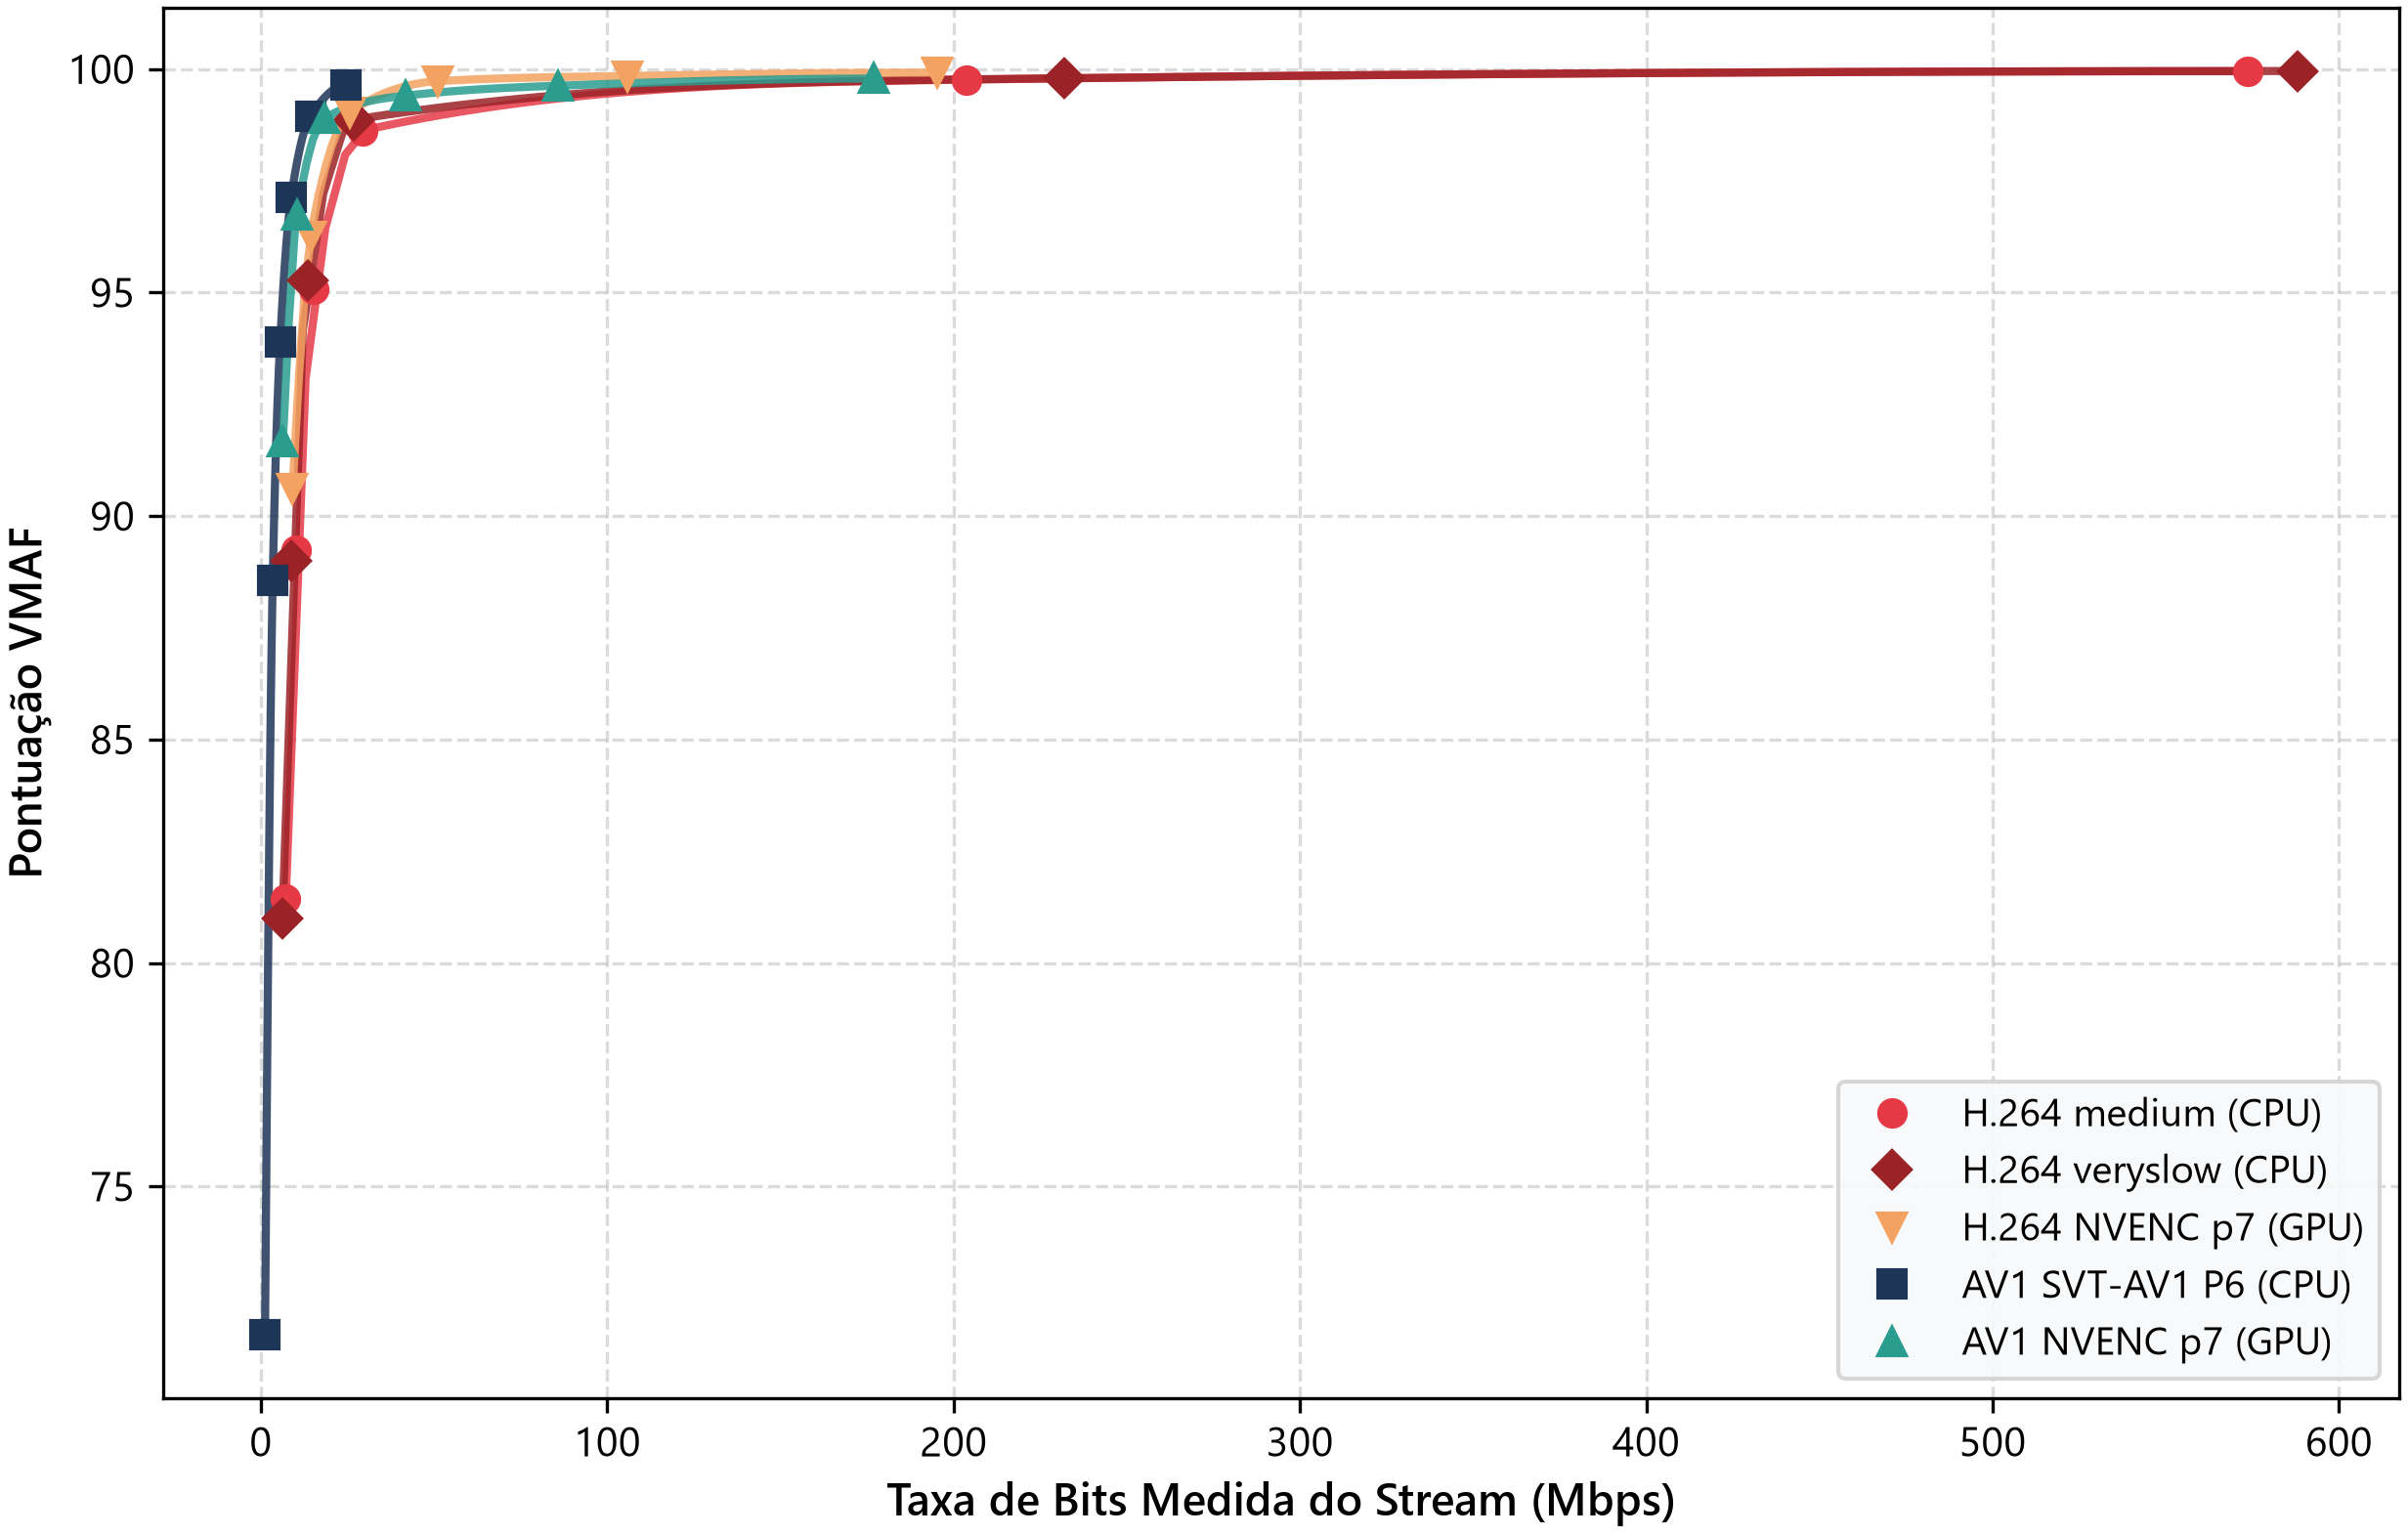 Pontuação VMAF
100
95
90
85
80
75
0 100 200 300 400 500 600
Taxa de Bits Medida do Stream (Mbps)
H.264 medium (CPU)
H.264 veryslow (CPU)
H.264 NVENC p7 (GPU)
AV1 SVT-AV1 P6 (CPU)
AV1 NVENC p7 (GPU)